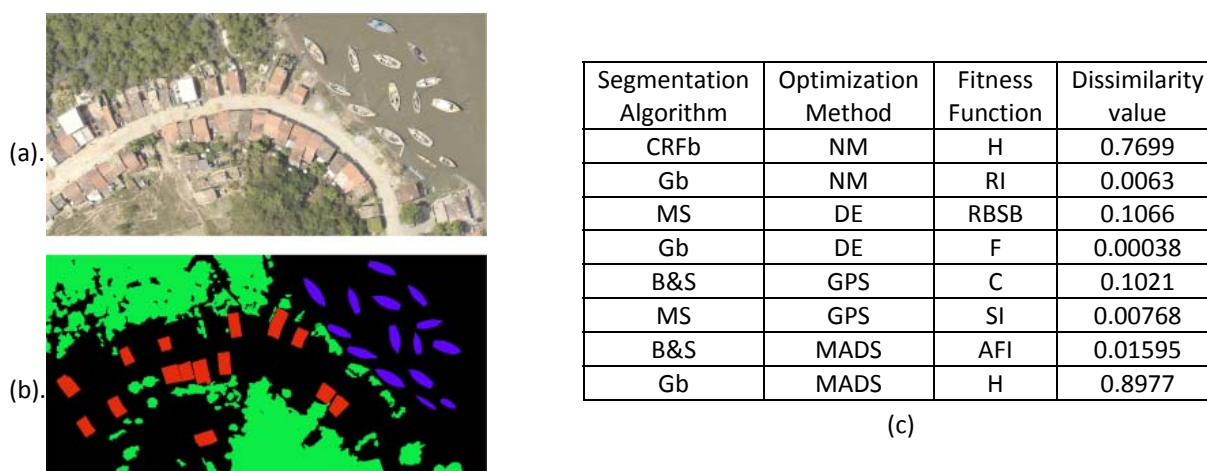 (a).
(b).
Segmentation Algorithm | Optimization Method | Fitness Function | Dissimilarity value
CRFb | NM | H | 0.7699
Gb | NM | RI | 0.0063
MS | DE | RBSB | 0.1066
Gb | DE | F | 0.00038
B&S | GPS | C | 0.1021
MS | GPS | SI | 0.00768
B&S | MADS | AFI | 0.01595
Gb | MADS | H | 0.8977
(c)